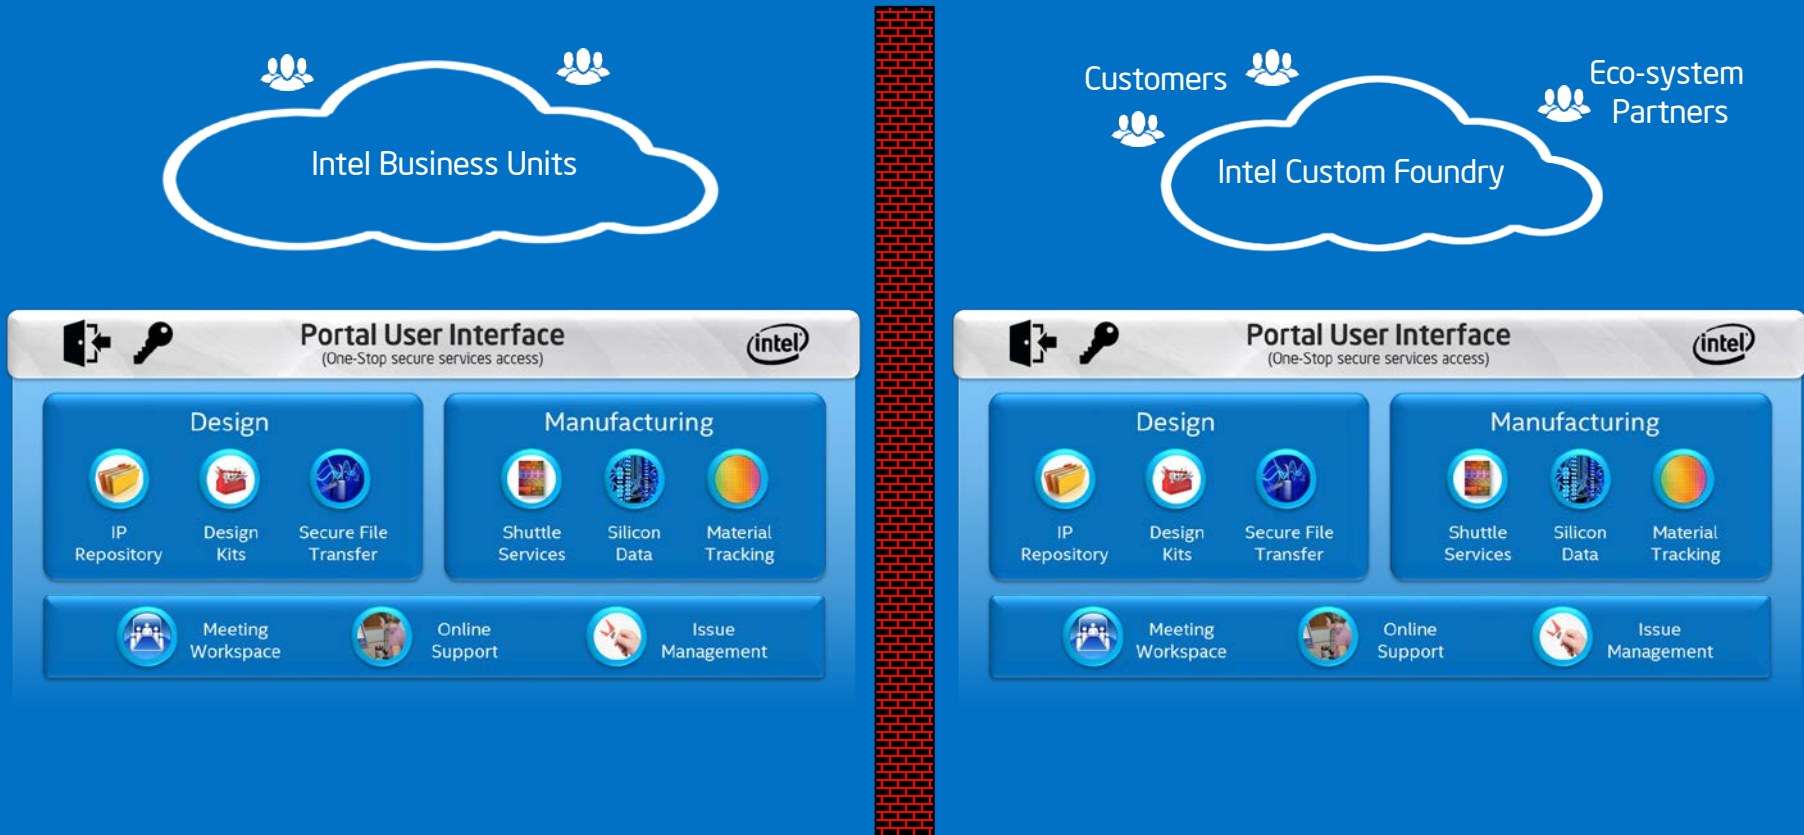 Intel Business Units
Portal User Interface
(One-Stop secure services access)
intel
Design
IP
Repository
Design
Kits
Secure File
Transfer
Manufacturing
Shuttle
Services
Silicon
Data
Material
Tracking
Meeting
Workspace
Online
Support
Issue
Management
Customers
Eco-system
Partners
Intel Custom Foundry
Portal User Interface
(One-Stop secure services access)
intel
Design
IP
Repository
Design
Kits
Secure File
Transfer
Manufacturing
Shuttle
Services
Silicon
Data
Material
Tracking
Meeting
Workspace
Online
Support
Issue
Management